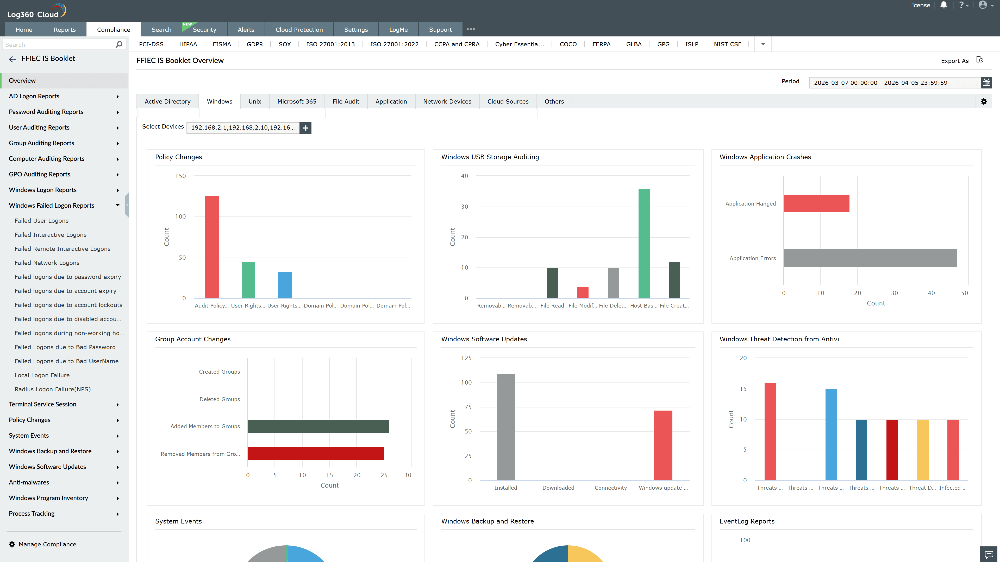 License
?
Log360 Cloud
Home
Reports
Compliance
Search
NEW
Security
Alerts
Cloud Protection
Settings
LogMe
Support
Search
PCI-DSS
HIPAA
FISMA
GDPR
SOX
ISO 27001:2013
ISO 27001:2022
CCPA and CPRA
Cyber Essentia...
COCO
FERPA
GLBA
GPG
ISLP
NIST CSF
FFIEC IS Booklet
Overview
AD Logon Reports
Password Auditing Reports
User Auditing Reports
Group Auditing Reports
Computer Auditing Reports
GPO Auditing Reports
Windows Logon Reports
Windows Failed Logon Reports
Failed User Logons
Failed Interactive Logons
Failed Remote Interactive Logons
Failed Network Logons
Failed logons due to password expiry
Failed logons due to account expiry
Failed logons due to account lockouts
Failed logons due to disabled accou...
Failed logons during non-working ho...
Failed Logons due to Bad Password
Failed Logons due to Bad UserName
Local Logon Failure
Radius Logon Failure(NPS)
Terminal Service Session
Policy Changes
System Events
Windows Backup and Restore
Windows Software Updates
Anti-malwares
Windows Program Inventory
Process Tracking
Manage Compliance
FFIEC IS Booklet Overview
Export As
Period
2026-03-07 00:00:00 - 2026-04-05 23:59:59
Active Directory
Windows
Unix
Microsoft 365
File Audit
Application
Network Devices
Cloud Sources
Others
Select Devices
192.168.2.1,192.168.2.10,192.16...
Policy Changes
150
100
50
0
Count
Audit Policy...
User Rights...
User Rights...
Domain Pol...
Domain Pol...
Domain Pol...
Windows USB Storage Auditing
40
30
20
10
0
Count
Removab...
Removab...
File Read
File Modif...
File Delet...
Host Bas...
File Creat...
Windows Application Crashes
Application Hanged
Application Errors
0
10
20
30
40
50
Count
Group Account Changes
Created Groups
Deleted Groups
Added Members to Groups
Removed Members from Gro...
0
5
10
15
20
25
30
Count
Windows Software Updates
125
100
75
50
25
0
Count
Installed
Downloaded
Connectivity
Windows update ...
Windows Threat Detection from Antivi...
20
15
10
5
0
Count
Threats ...
Threats ...
Threats ...
Threats ...
Threats ...
Threat D...
Infected ...
System Events
Windows Backup and Restore
EventLog Reports
100